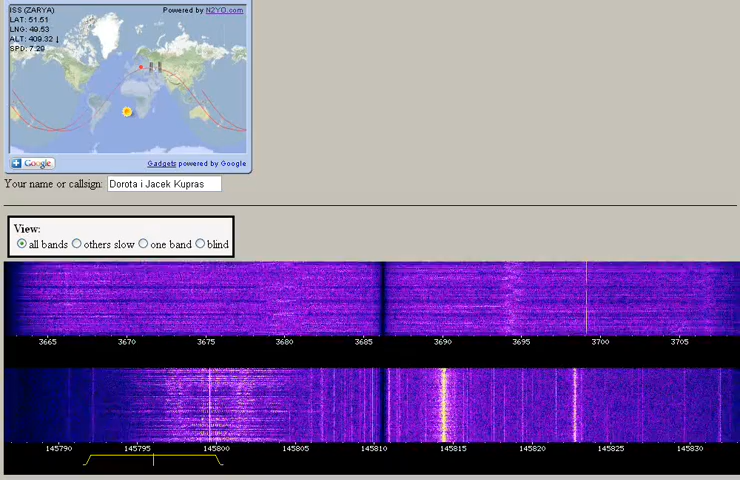 ISS (ZARYA) Powered by N2YO.com
LAT: 51.51
LNG: 49.53
ALT: 409.32 ↓
SPD: 7.29
Google Gadgets powered by Google
Your name or callsign: Dorota i Jacek Kupras
View:
all bands others slow one band blind
3665 3670 3675 3680 3685 3690 3695 3700 3705
145790 145795 145800 145805 145810 145815 145820 145825 145830